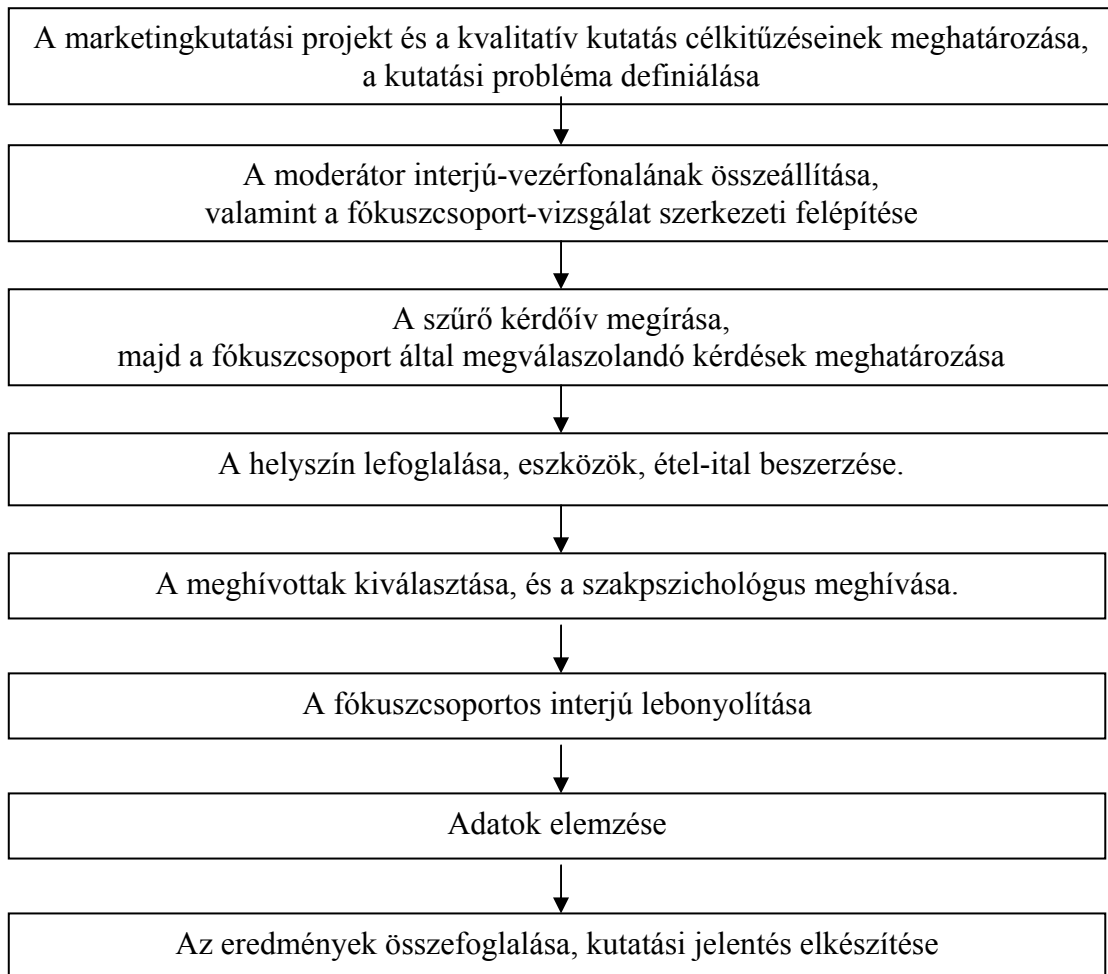 A marketingkutatási projekt és a kvalitatív kutatás célkitűzéseinek meghatározása,
a kutatási probléma definiálása
A moderátor interjú-vezérfonalának összeállítása,
valamint a fókuszcsoport-vizsgálat szerkezeti felépítése
A szűrő kérdőív megírása,
majd a fókuszcsoport által megválaszolandó kérdések meghatározása
A helyszín lefoglalása, eszközök, étel-ital beszerzése.
A meghívottak kiválasztása, és a szakpszichológus meghívása.
A fókuszcsoportos interjú lebonyolítása
Adatok elemzése
Az eredmények összefoglalása, kutatási jelentés elkészítése